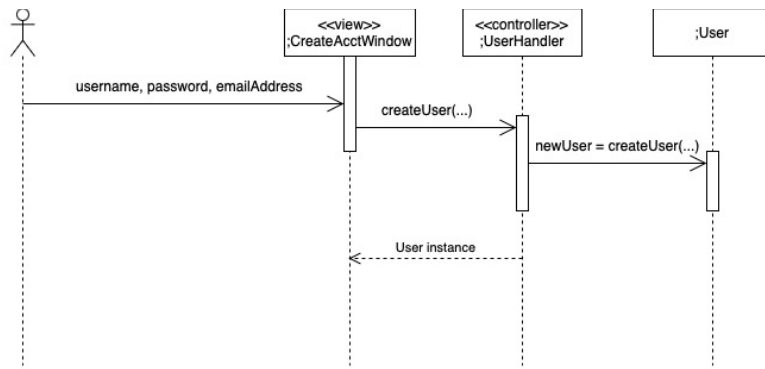 <<view>>
;CreateAcctWindow
<<controller>>
;UserHandler
;User
username, password, emailAddress
createUser(...)
newUser = createUser(...)
User instance